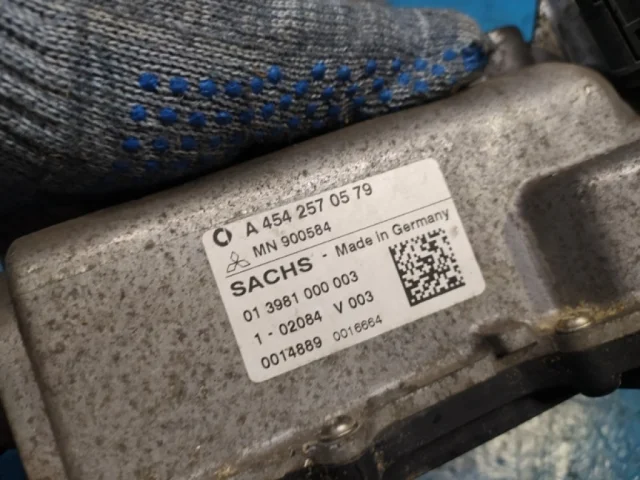 A 454 257 05 79
MN 900584
SACHS - Made in Germany
01 3981 000 003
1 - 02084 V 003
0014889 0016664